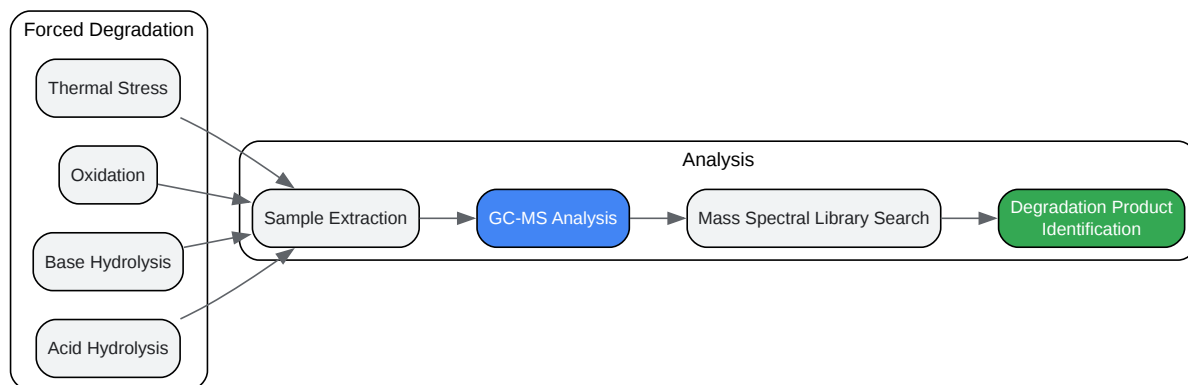 Forced Degradation
Thermal Stress
Oxidation
Base Hydrolysis
Acid Hydrolysis
Analysis
Sample Extraction
GC-MS Analysis
Mass Spectral Library Search
Degradation Product
Identification